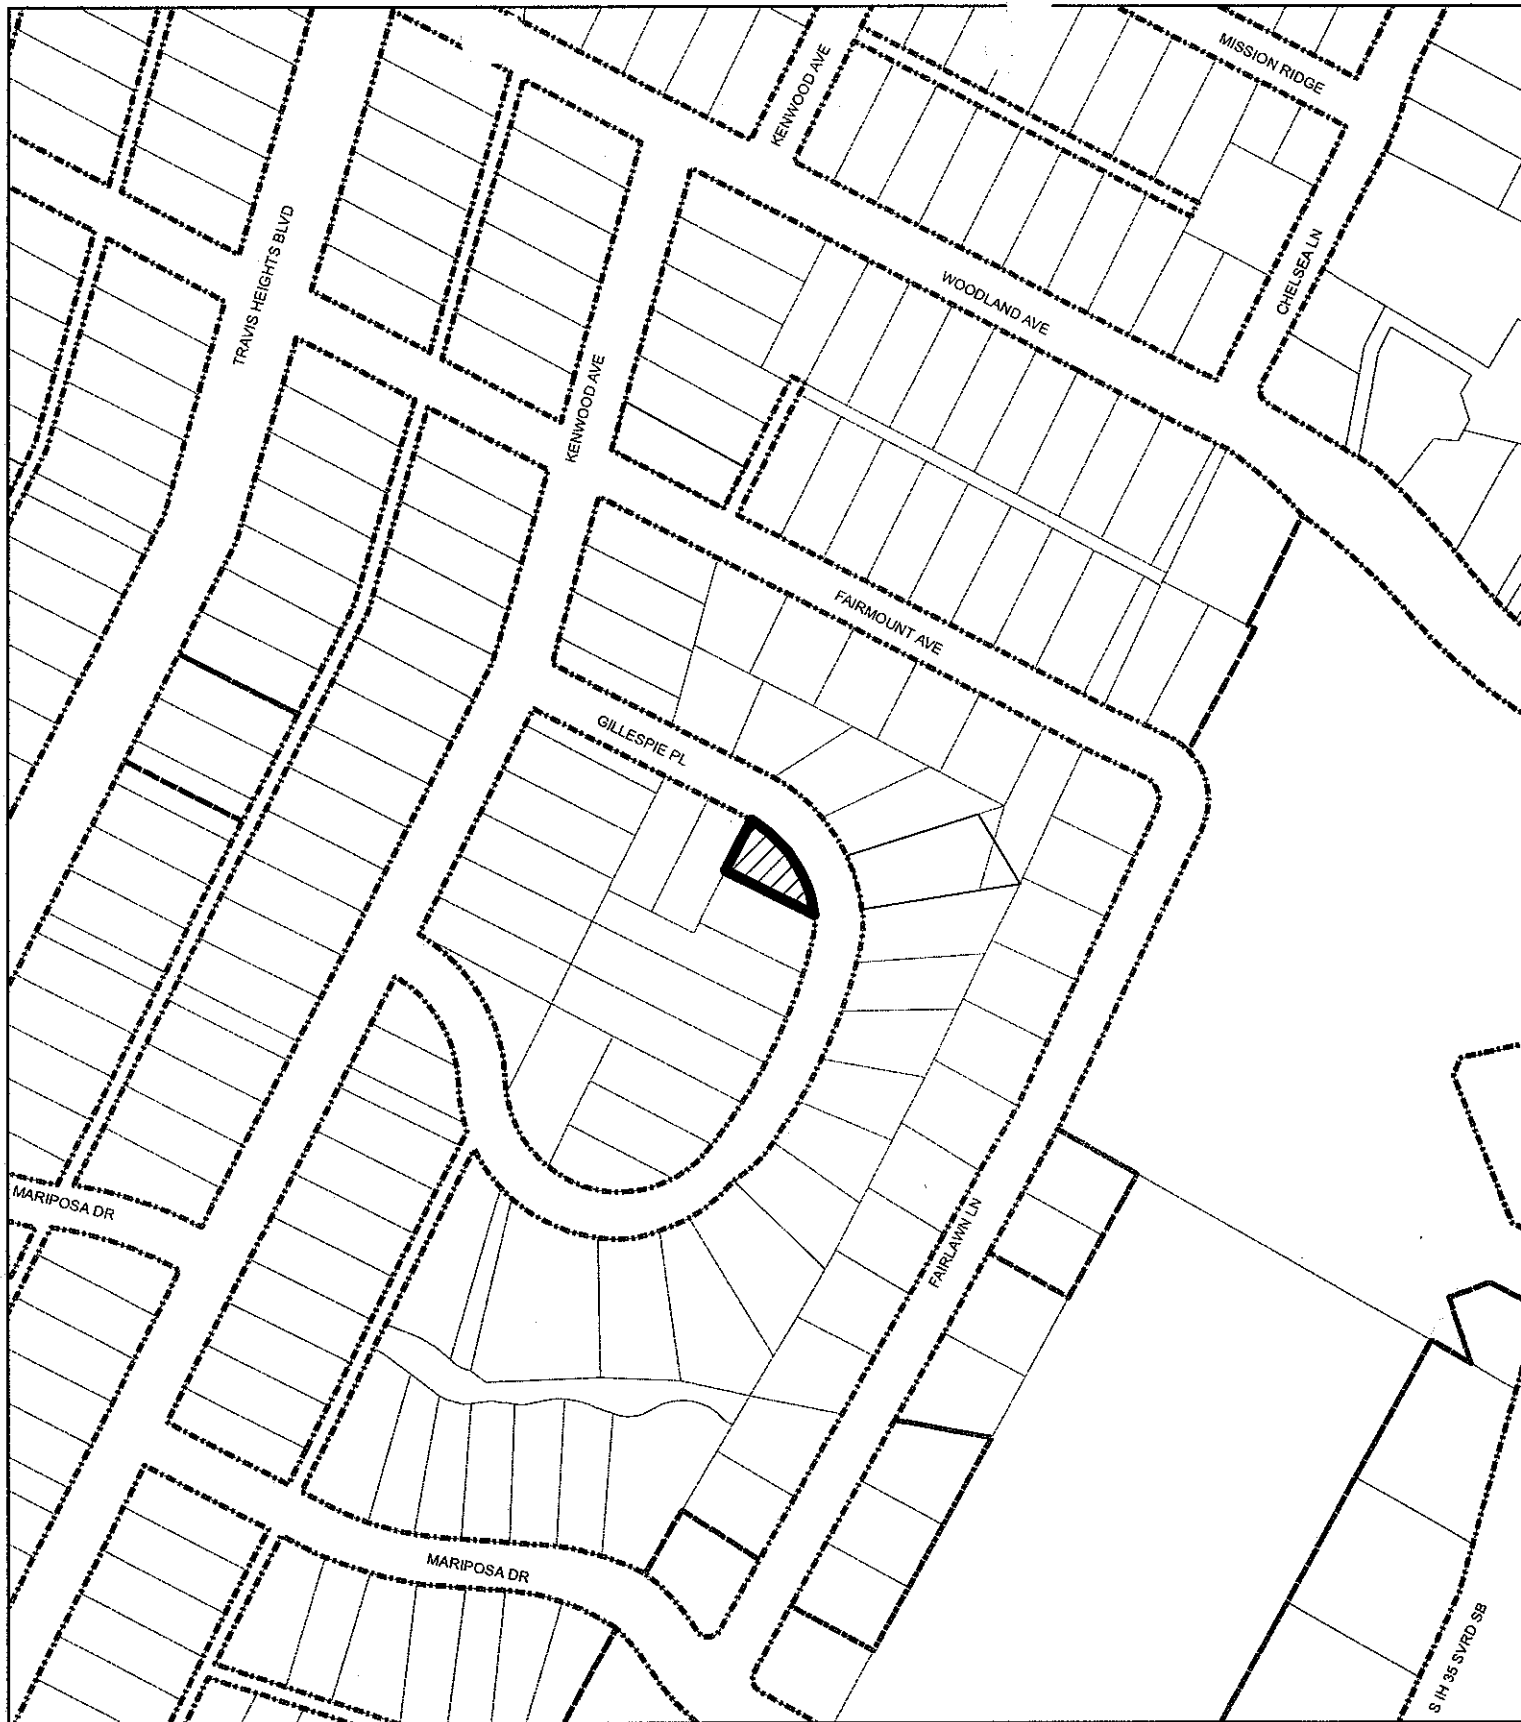 MISSION RIDGE
KENWOOD AVE
TRAVIS HEIGHTS BLVD
CHELSEA LN
WOODLAND AVE
KENWOOD AVE
FAIRMOUNT AVE
GILLESPIE PL
MARIPOSA DR
FAIRLAWN LN
MARIPOSA DR
S IH 35 SVRD SB